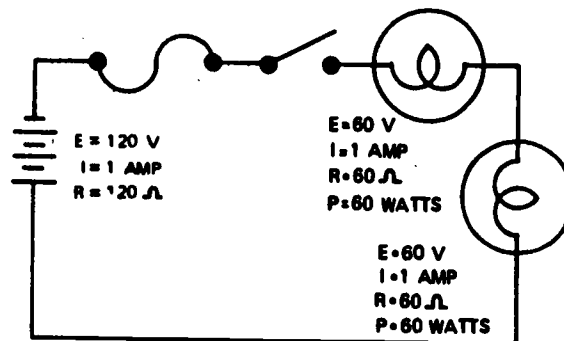 E = 120 V
I = 1 AMP
R = 120 Ω
E=60 V
I=1 AMP
R=60 Ω
P=60 WATTS
E=60 V
I=1 AMP
R=60 Ω
P=60 WATTS